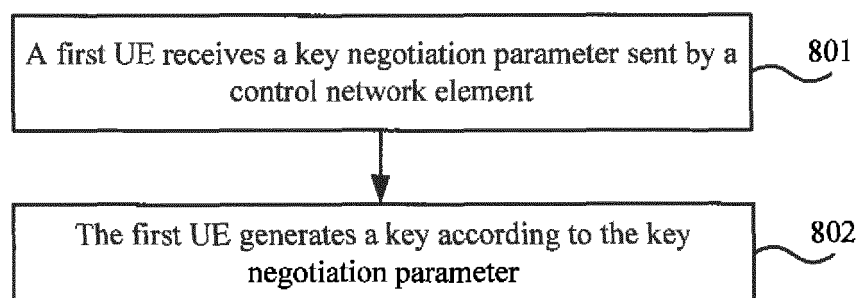 A first UE receives a key negotiation parameter sent by a
control network element
801
The first UE generates a key according to the key
negotiation parameter
802